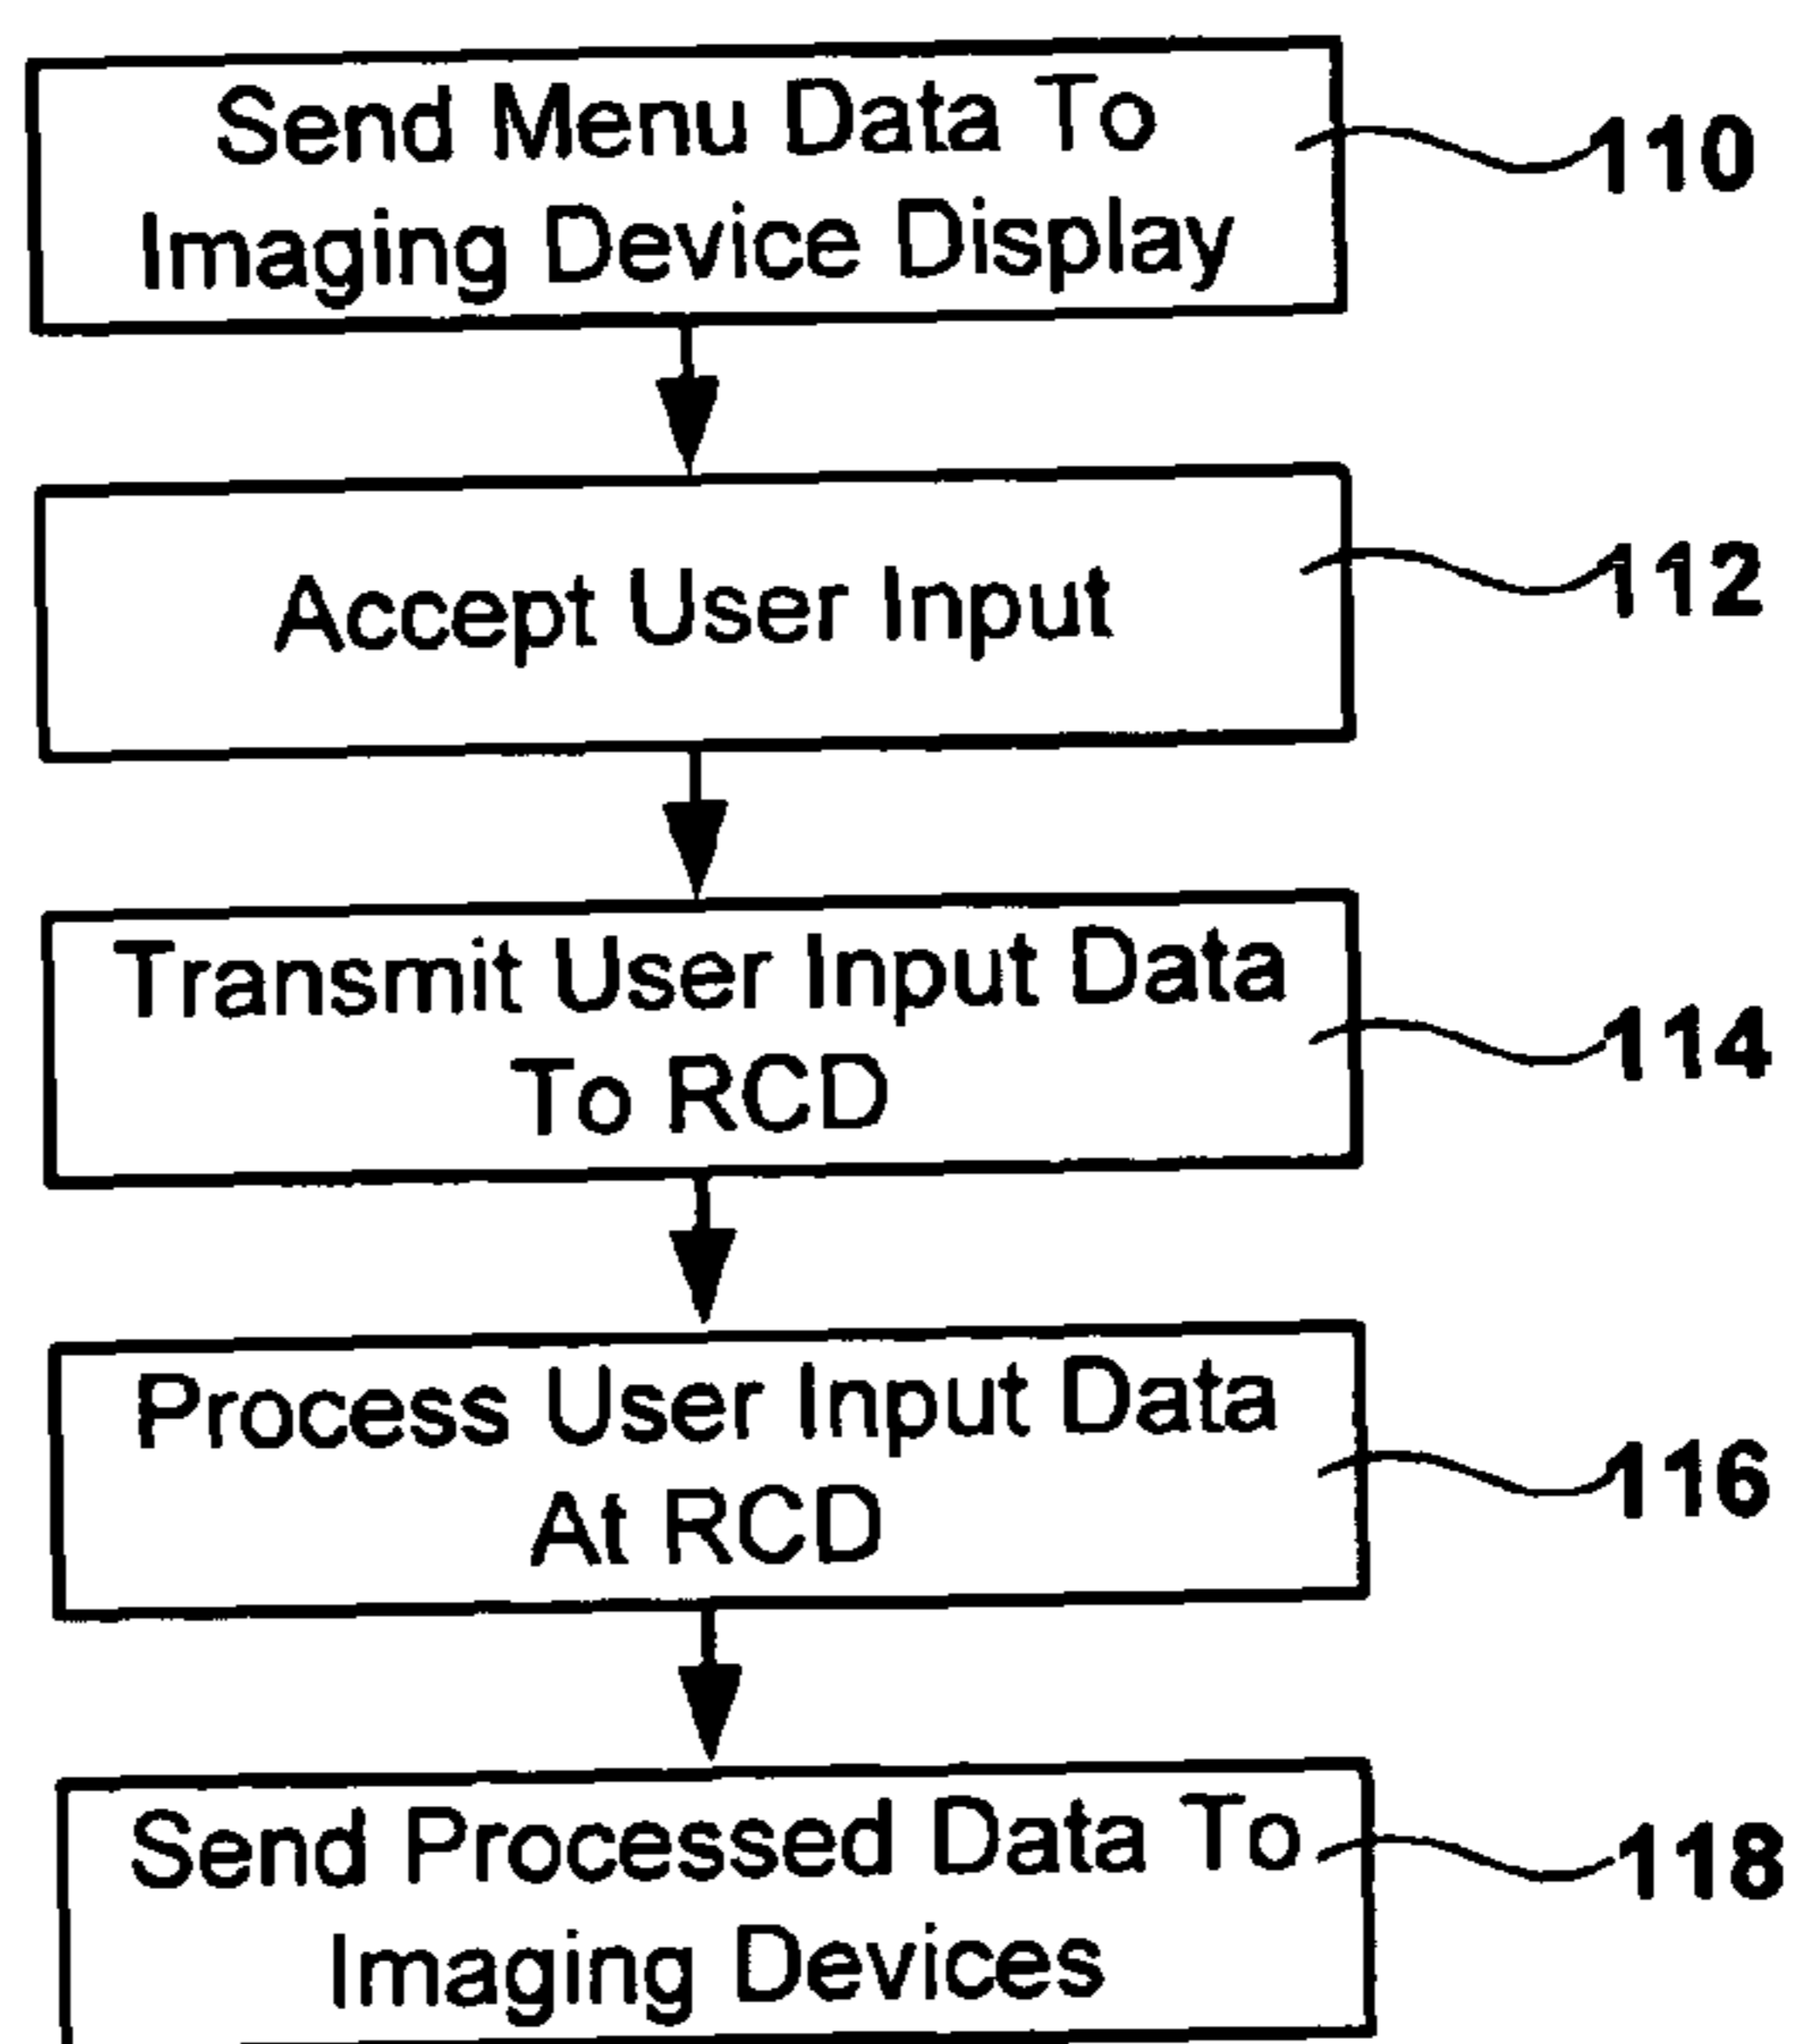 Send Menu Data To
Imaging Device Display
110
Accept User Input
112
Transmit User Input Data
To RCD
114
Process User Input Data
At RCD
116
Send Processed Data To
Imaging Devices
118